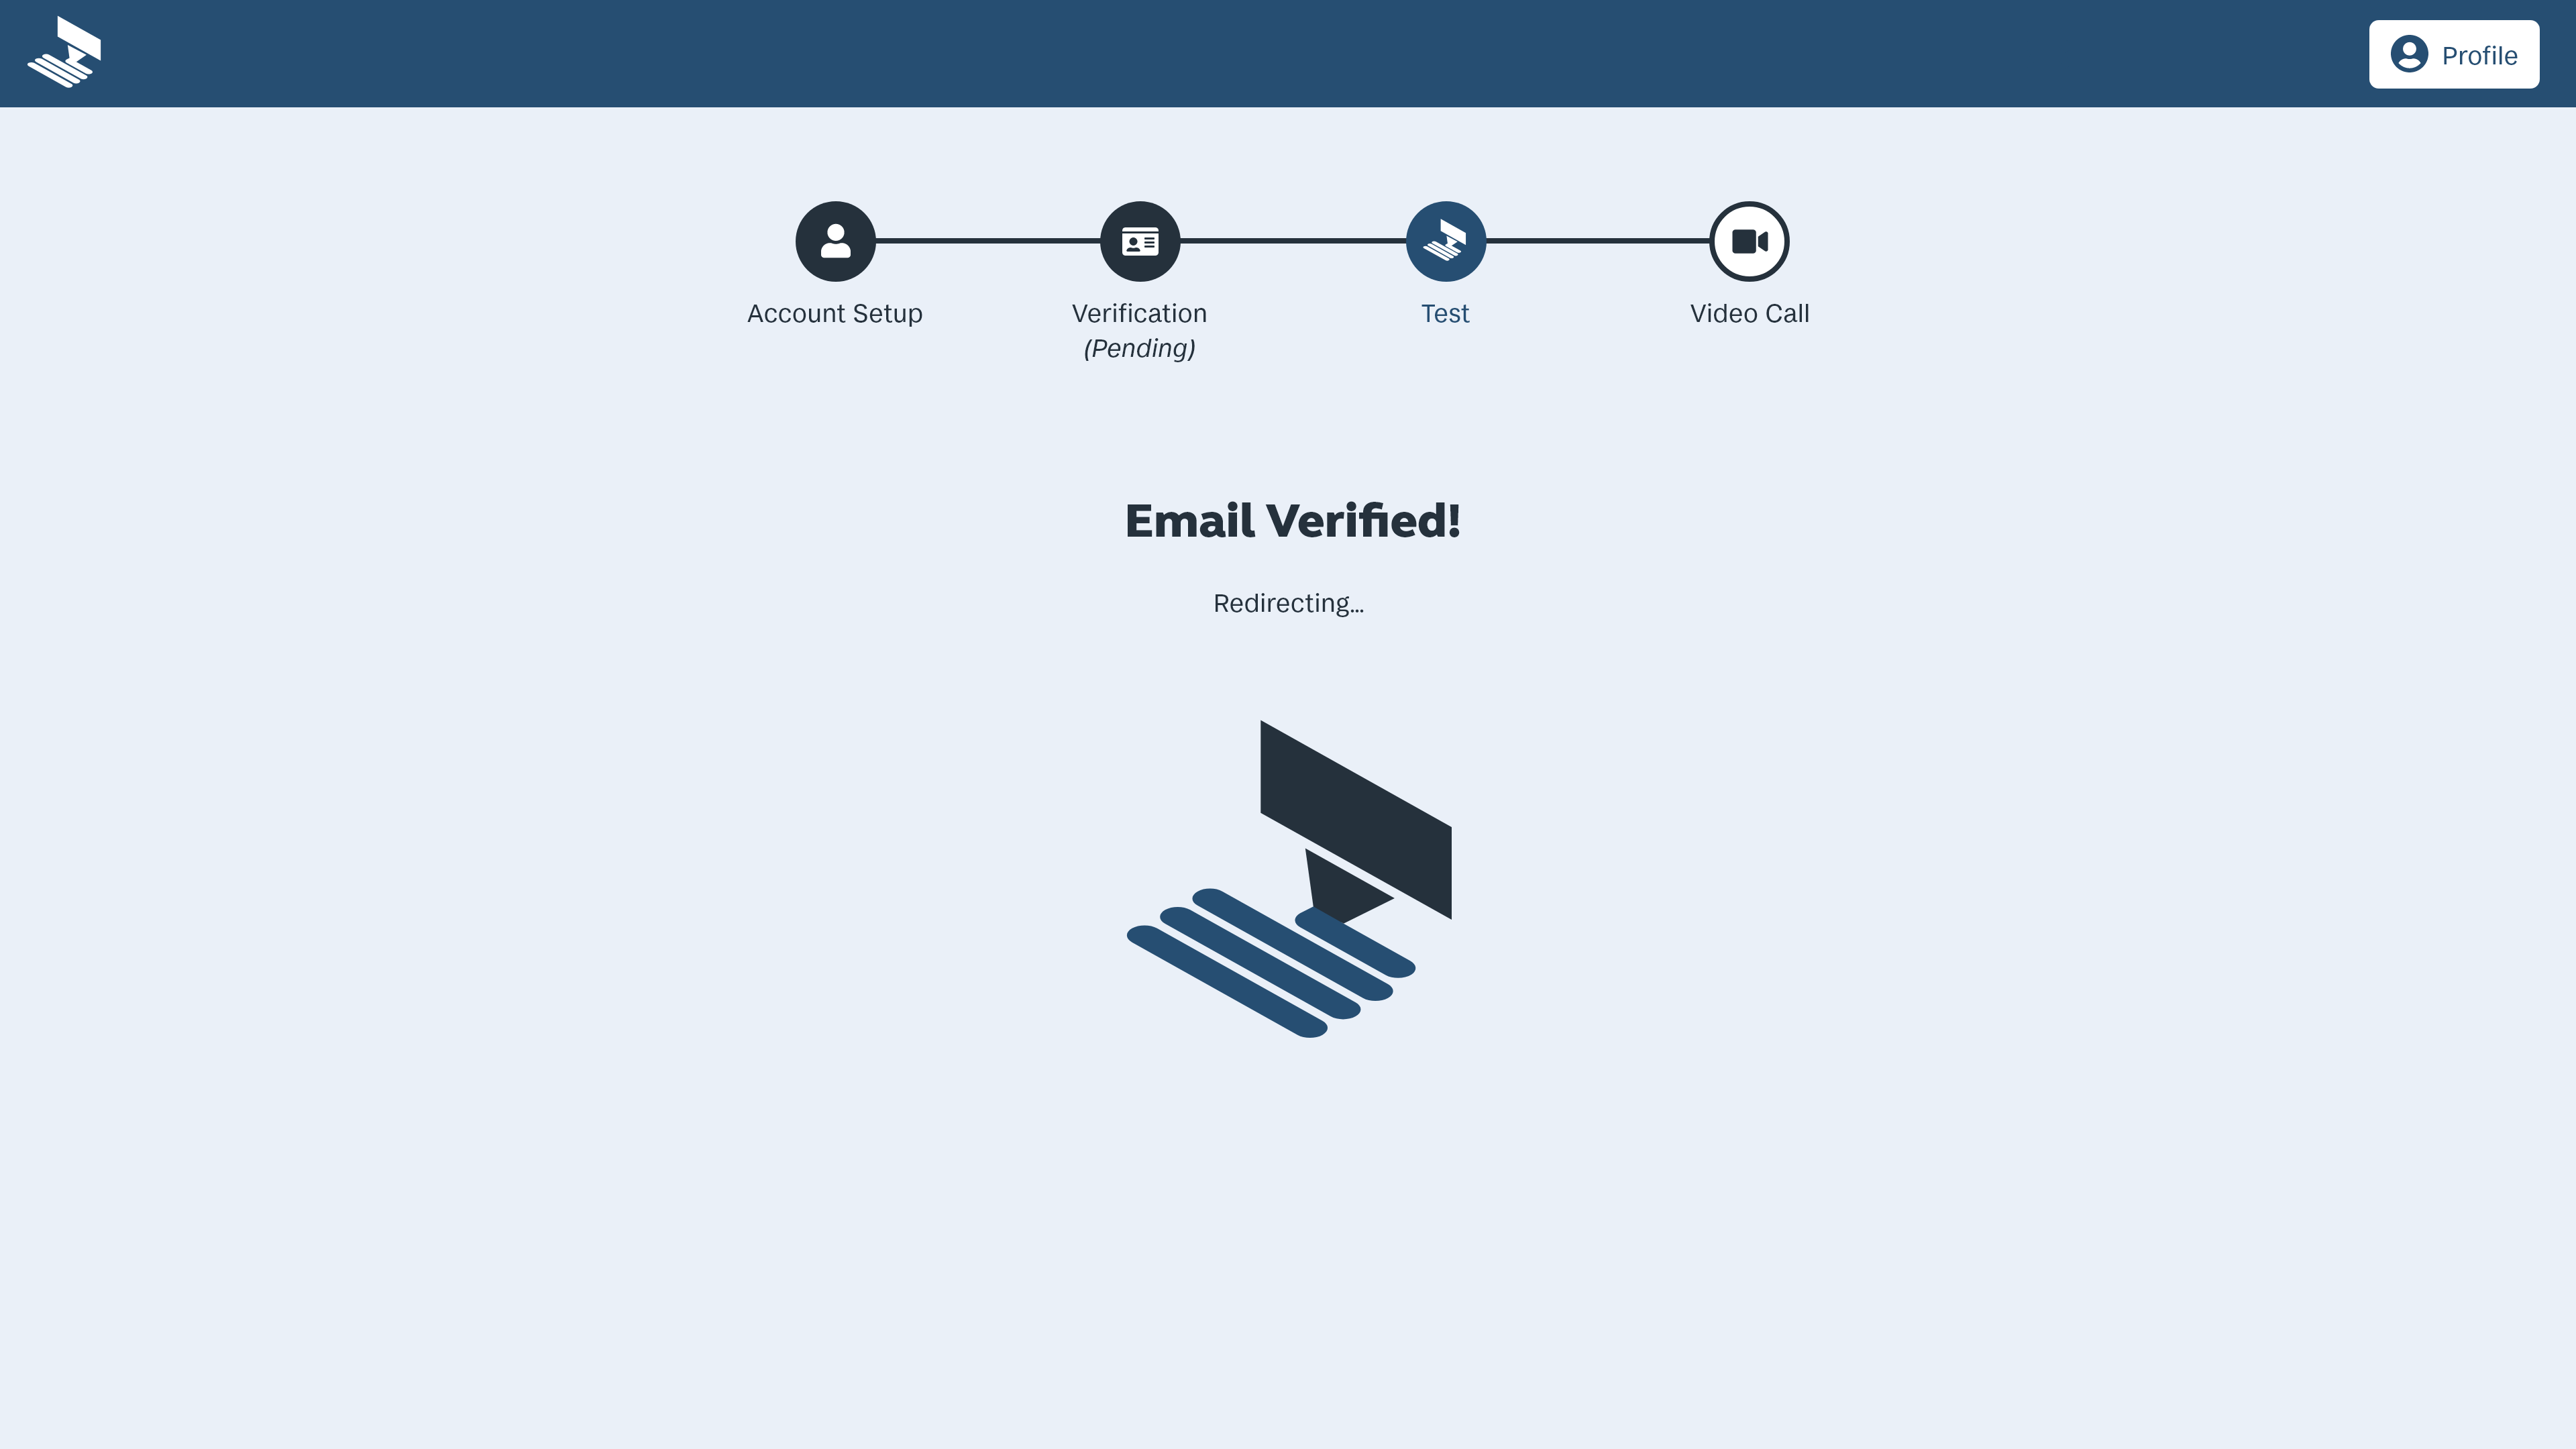 Profile
Account Setup
Verification
(Pending)
Test
Video Call
Email Verified!
Redirecting...